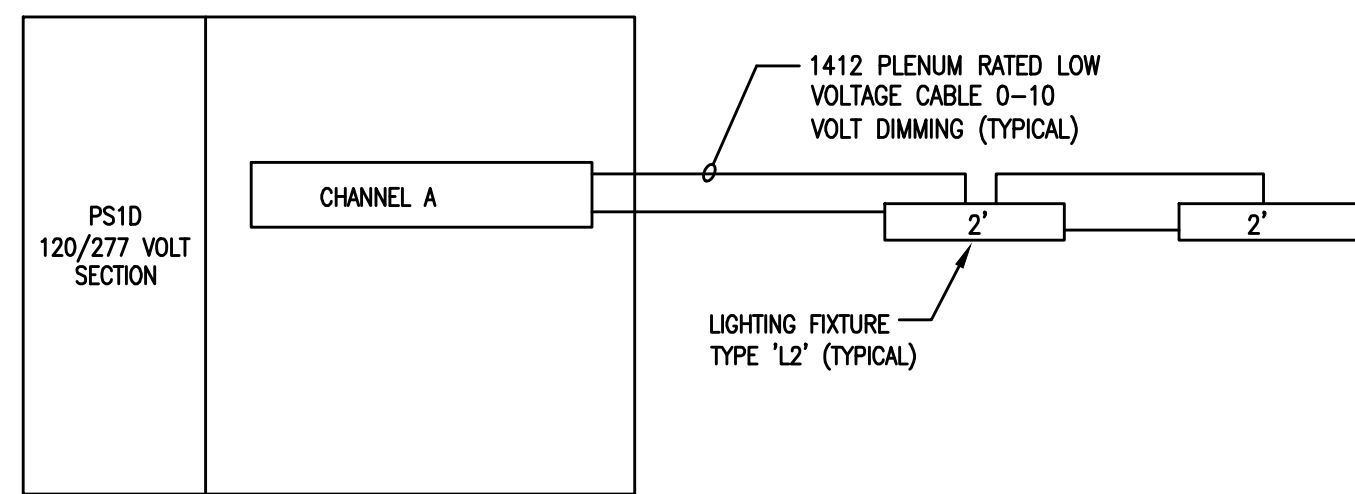 1412 PLENUM RATED LOW
VOLTAGE CABLE 0-10
VOLT DIMMING (TYPICAL)
CHANNEL A
PS1D
120/277 VOLT
SECTION
2'
2'
LIGHTING FIXTURE
TYPE 'L2' (TYPICAL)